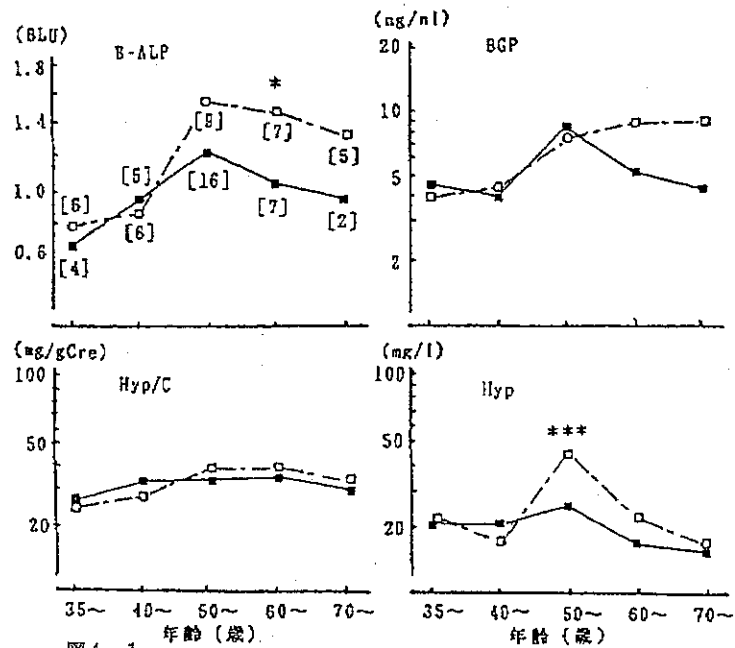 (BLU)
B-ALP
1.8
1.4
1.0
0.6
*
[6]
[4]
[5]
[6]
[9]
[16]
[7]
[7]
[5]
[2]
(ng/ml)
BGP
20
10
5
2
(mg/gCre)
Hyp/C
100
50
20
35～ 40～ 50～ 60～ 70～
年齢 (歳)
(mg/l)
Hyp
100
50
20
***
35～ 40～ 50～ 60～ 70～
年齢 (歳)